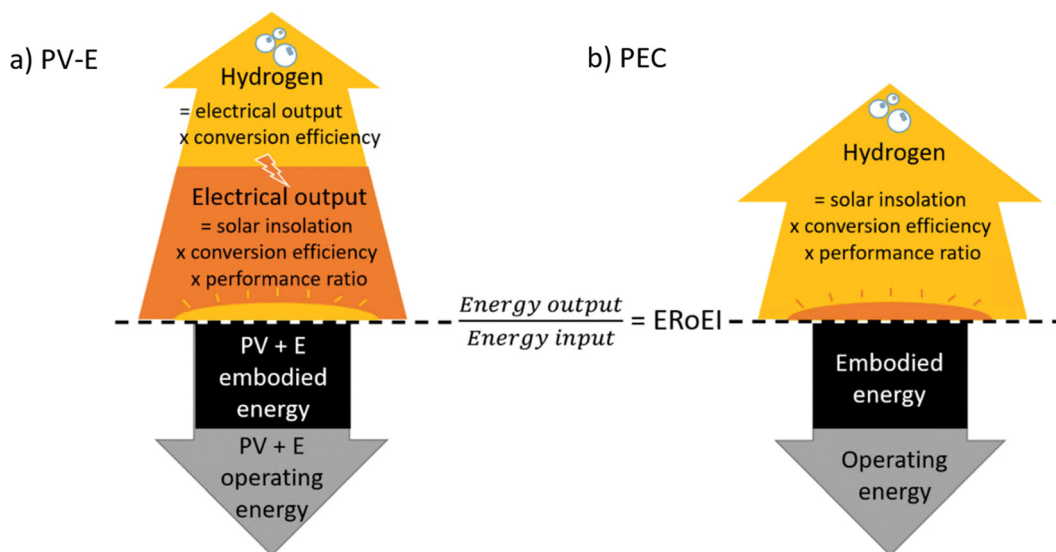 a) PV-E
Hydrogen
= electrical output
x conversion efficiency
Electrical output
= solar insolation
x conversion efficiency
x performance ratio
PV + E
embodied
energy
PV + E
operating
energy
Energy output
Energy input
= ERoEI
b) PEC
Hydrogen
= solar insolation
x conversion efficiency
x performance ratio
Embodied
energy
Operating
energy